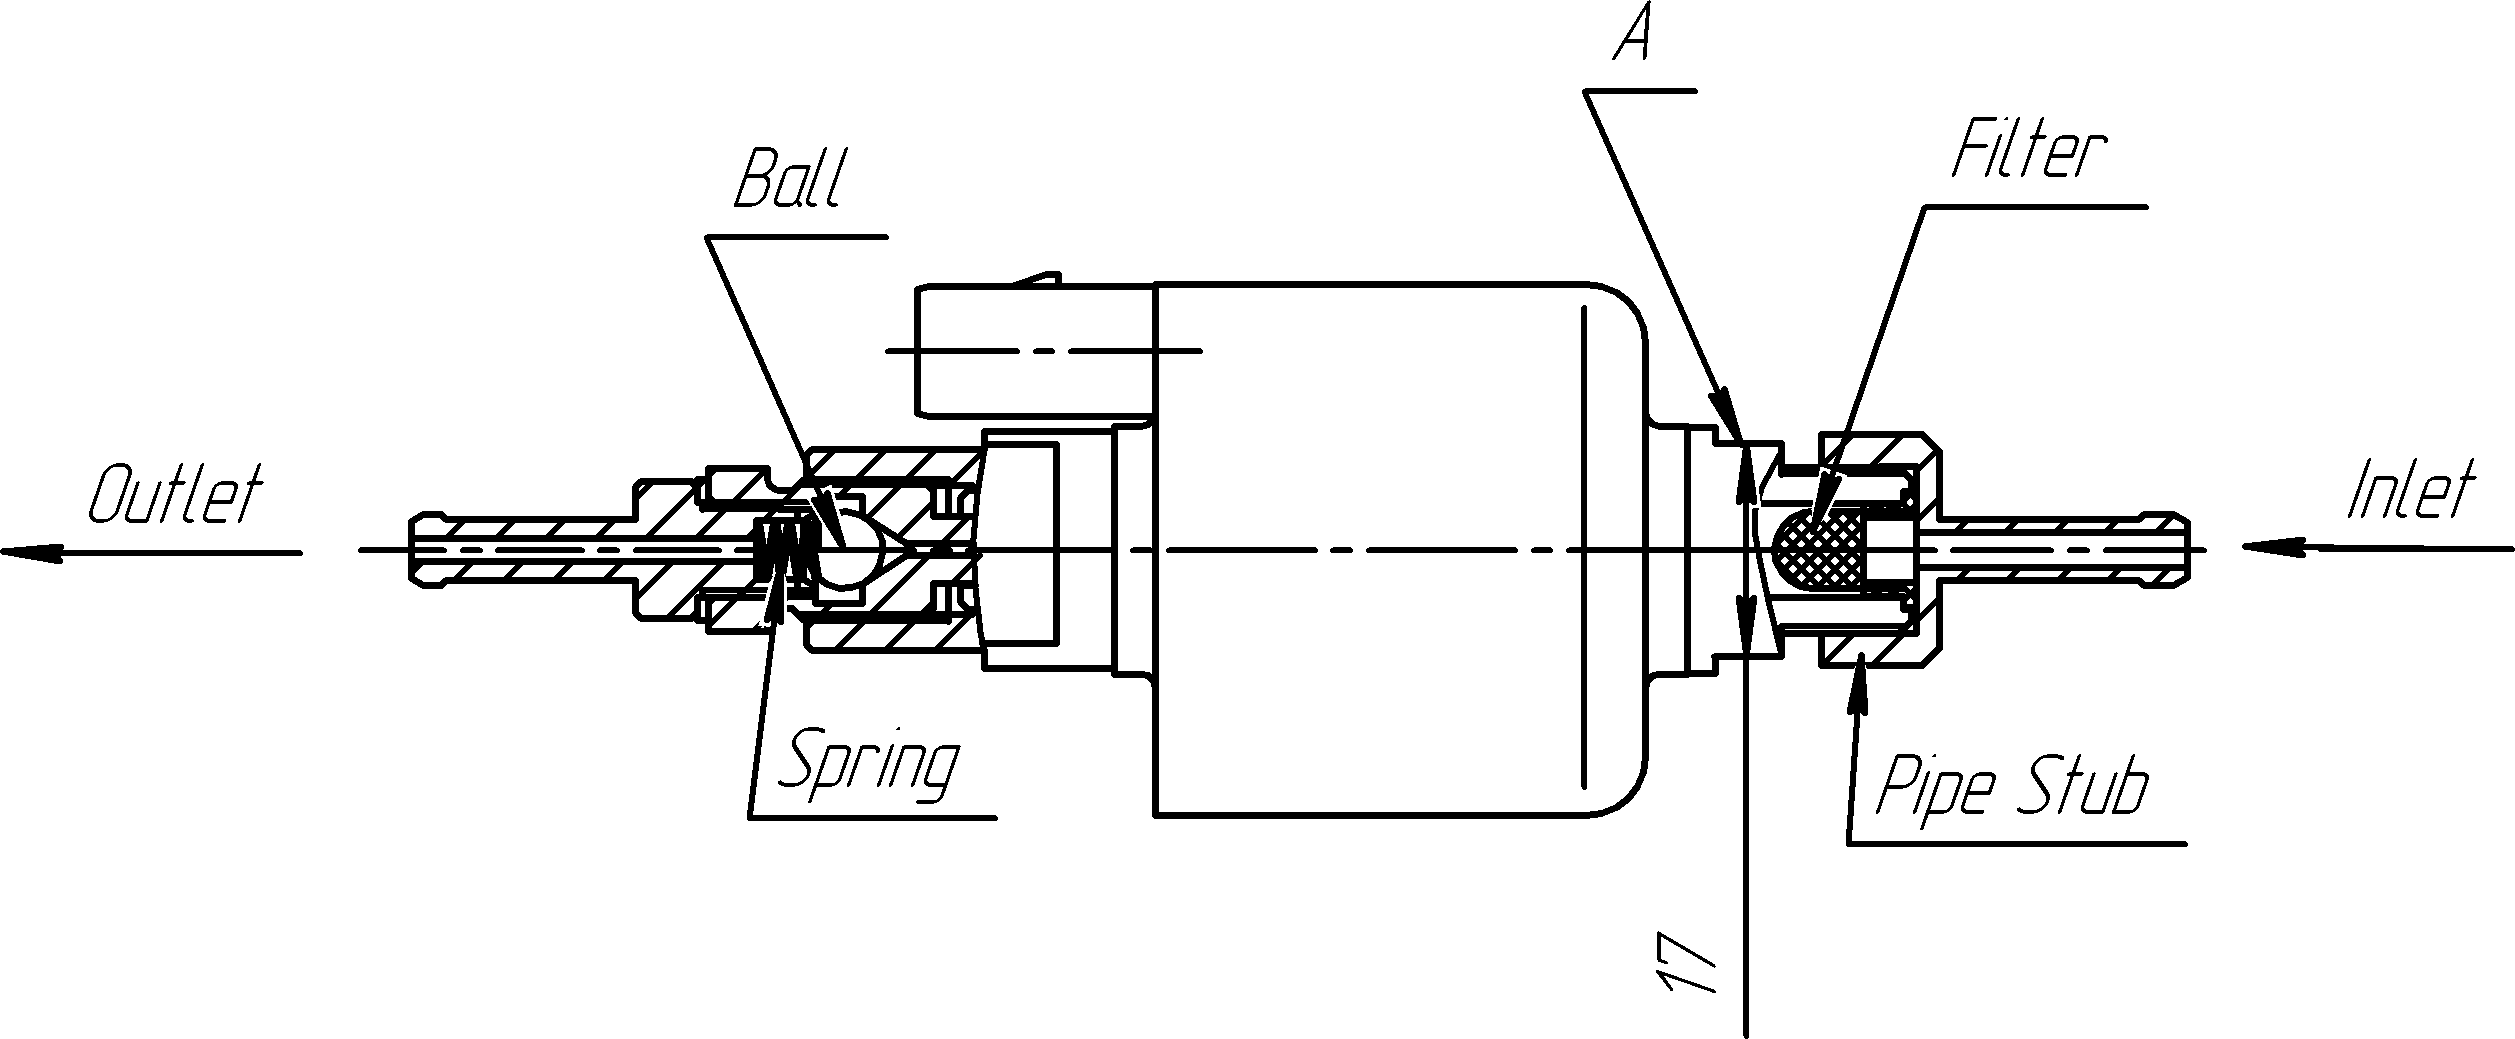 A
Filter
Ball
Outlet
Inlet
Spring
Pipe Stub
17